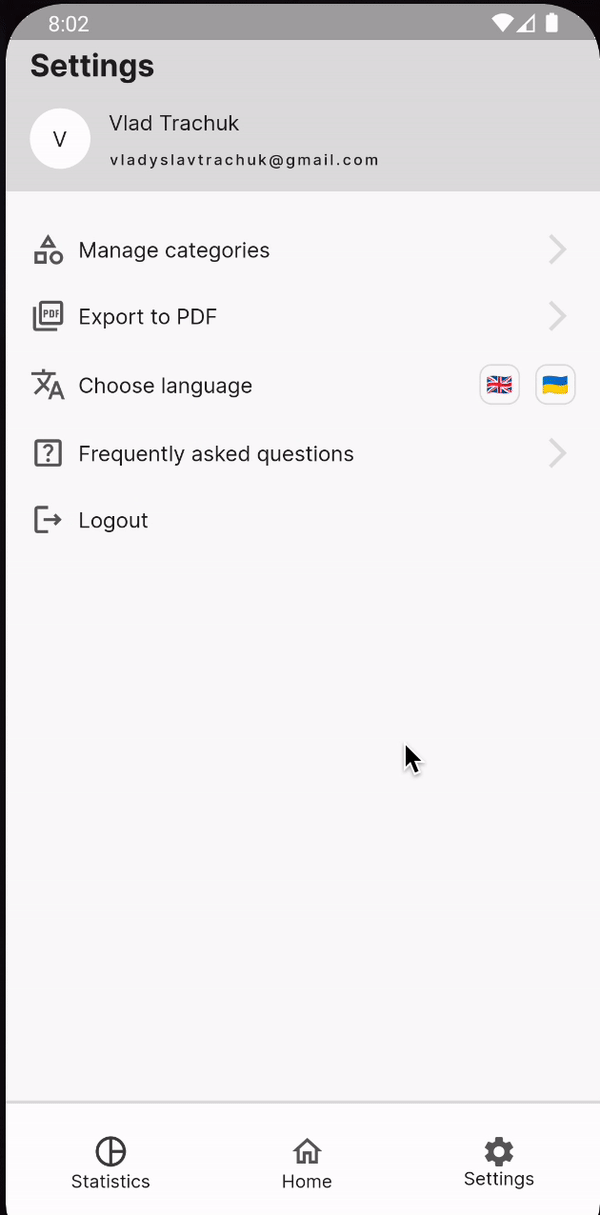 8:02
Settings
V
Vlad Trachuk
vladyslavtrachuk@gmail.com
Manage categories
PDF
Export to PDF
Choose language
Frequently asked questions
Logout
Statistics
Home
Settings